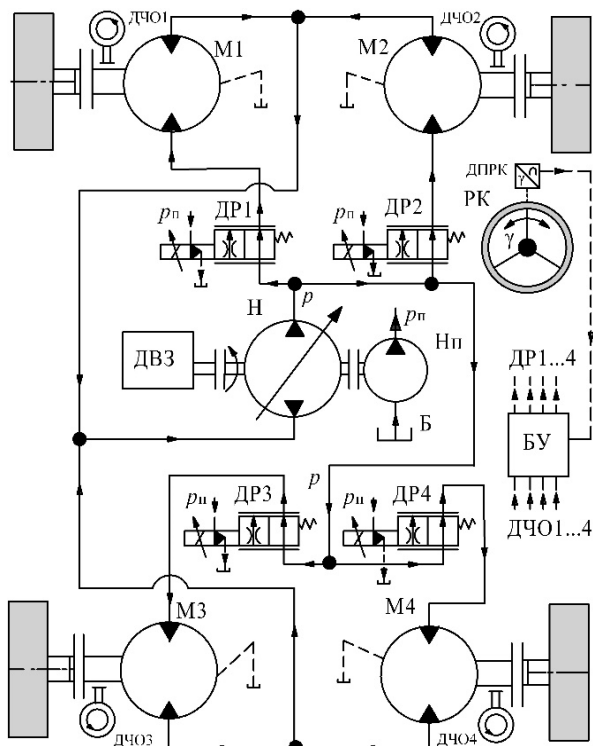 ДЧО1
ДЧО2
М1
М2
ДПРК
γ
РК
ДР1
ДР2
pп
pп
γ
Н
p
pп
Нп
ДВЗ
ДР1...4
Б
БУ
p
ДР3
ДР4
pп
pп
ДЧО1...4
М3
М4
ДЧО3
ДЧО4